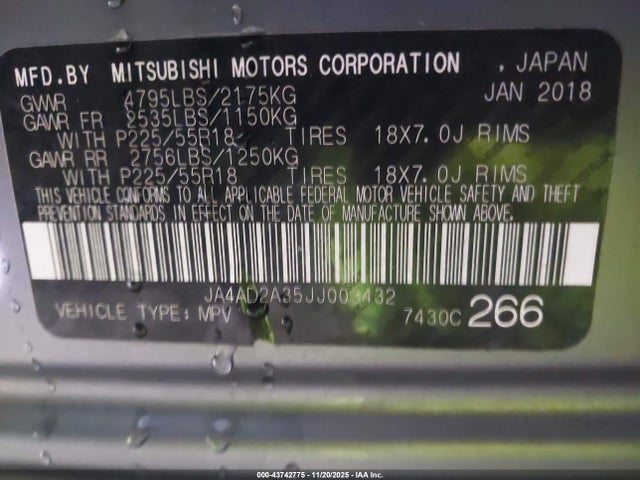 MFD.BY MITSUBISHI MOTORS CORPORATION , JAPAN
GVWR 4795LBS/2175KG JAN 2018
GAWR FR 2535LBS/1150KG
WITH P225/55R18 TIRES 18X7.0J RIMS
GAWR RR 2756LBS/1250KG
WITH P225/55R18 TIRES 18X7.0J RIMS
THIS VEHICLE CONFORMS TO ALL APPLICABLE FEDERAL MOTOR VEHICLE SAFETY AND THEFT
PREVENTION STANDARDS IN EFFECT ON THE DATE OF MANUFACTURE SHOWN ABOVE.
JA4AD2A35JJ003432
VEHICLE TYPE: MPV 7430C 266
000-43742775 — 11/20/2025 — IAA Inc.